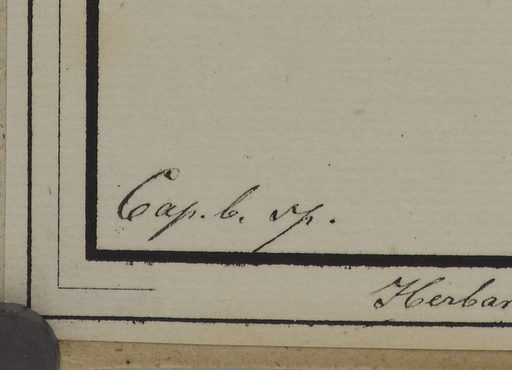 Cap. b. sp.
Herbar